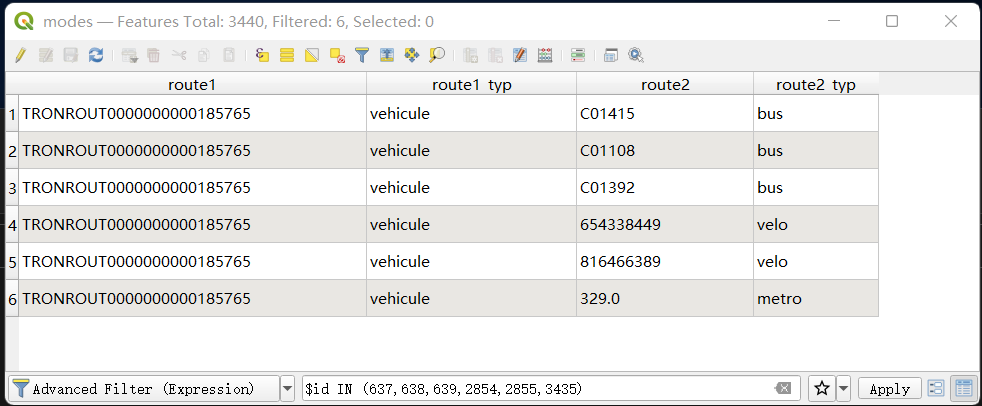 modes — Features Total: 3440, Filtered: 6, Selected: 0
route1 route1_typ route2 route2_typ
1 TRONROUT0000000000185765 vehicule C01415 bus
2 TRONROUT0000000000185765 vehicule C01108 bus
3 TRONROUT0000000000185765 vehicule C01392 bus
4 TRONROUT0000000000185765 vehicule 654338449 velo
5 TRONROUT0000000000185765 vehicule 816466389 velo
6 TRONROUT0000000000185765 vehicule 329.0 metro
Advanced Filter (Expression) $id IN (637,638,639,2854,2855,3435) Apply